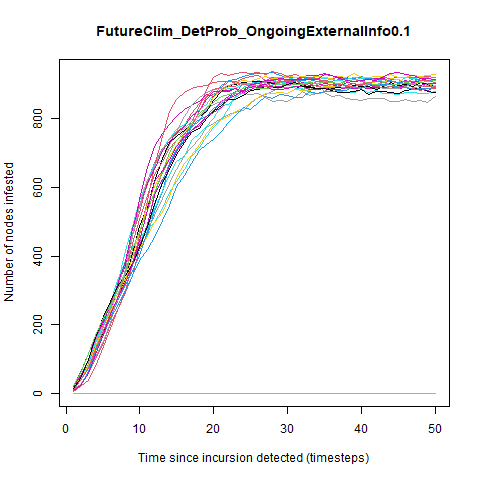 FutureClim_DetProb_OngoingExternalInfo0.1
Number of nodes infested
800
600
400
200
0
0 10 20 30 40 50
Time since incursion detected (timesteps)